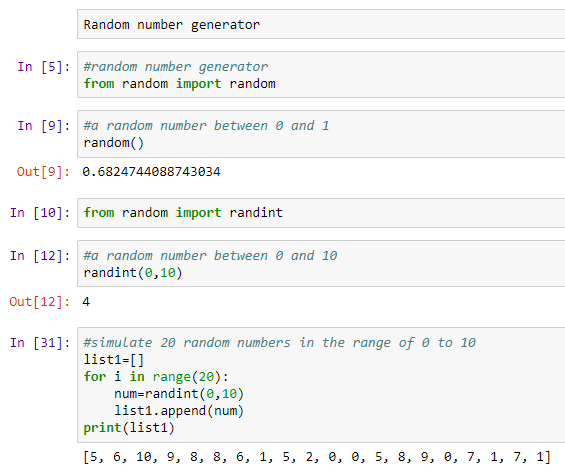 Random number generator
In [5]: #random number generator
from random import random
In [9]: #a random number between 0 and 1
random()
Out[9]: 0.6824744088743034
In [10]: from random import randint
In [12]: #a random number between 0 and 10
randint(0,10)
Out[12]: 4
In [31]: #simulate 20 random numbers in the range of 0 to 10
list1=[]
for i in range(20):
    num=randint(0,10)
    list1.append(num)
print(list1)
[5, 6, 10, 9, 8, 8, 6, 1, 5, 2, 0, 0, 5, 8, 9, 0, 7, 1, 7, 1]